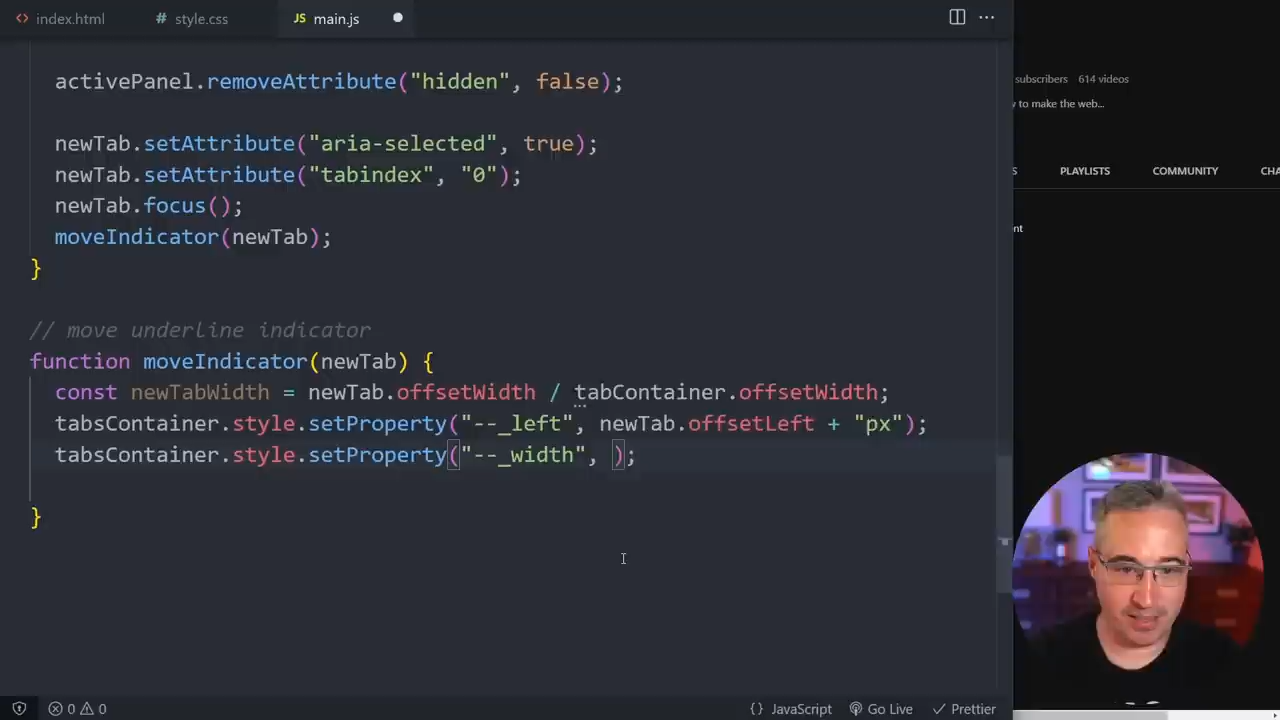 index.html
# style.css
JS main.js
subscribers 614 videos
w to make the web...
S PLAYLISTS COMMUNITY CHA
nt
activePanel.removeAttribute("hidden", false);
newTab.setAttribute("aria-selected", true);
newTab.setAttribute("tabindex", "0");
newTab.focus();
moveIndicator(newTab);
}
// move underline indicator
function moveIndicator(newTab) {
const newTabWidth = newTab.offsetWidth / tabContainer.offsetWidth;
tabsContainer.style.setProperty("--_left", newTab.offsetLeft + "px");
tabsContainer.style.setProperty("--_width", );
}
0 0
{} JavaScript Go Live Prettier